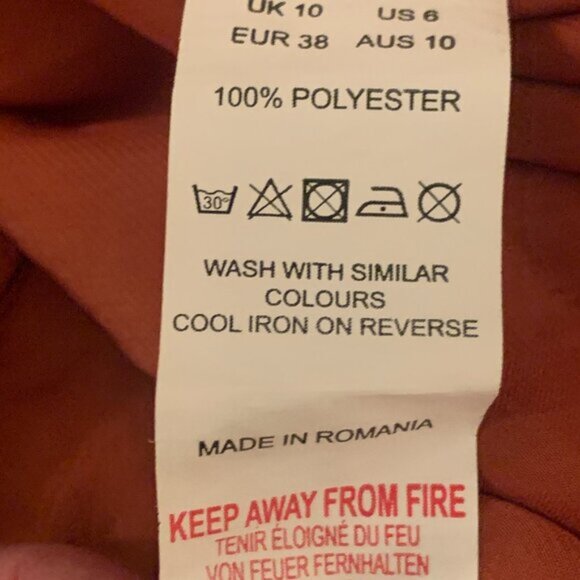 UK 10 US 6
EUR 38 AUS 10
100% POLYESTER
30°
WASH WITH SIMILAR
COLOURS
COOL IRON ON REVERSE
MADE IN ROMANIA
KEEP AWAY FROM FIRE
TENIR ÉLOIGNÉ DU FEU
VON FEUER FERNHALTEN